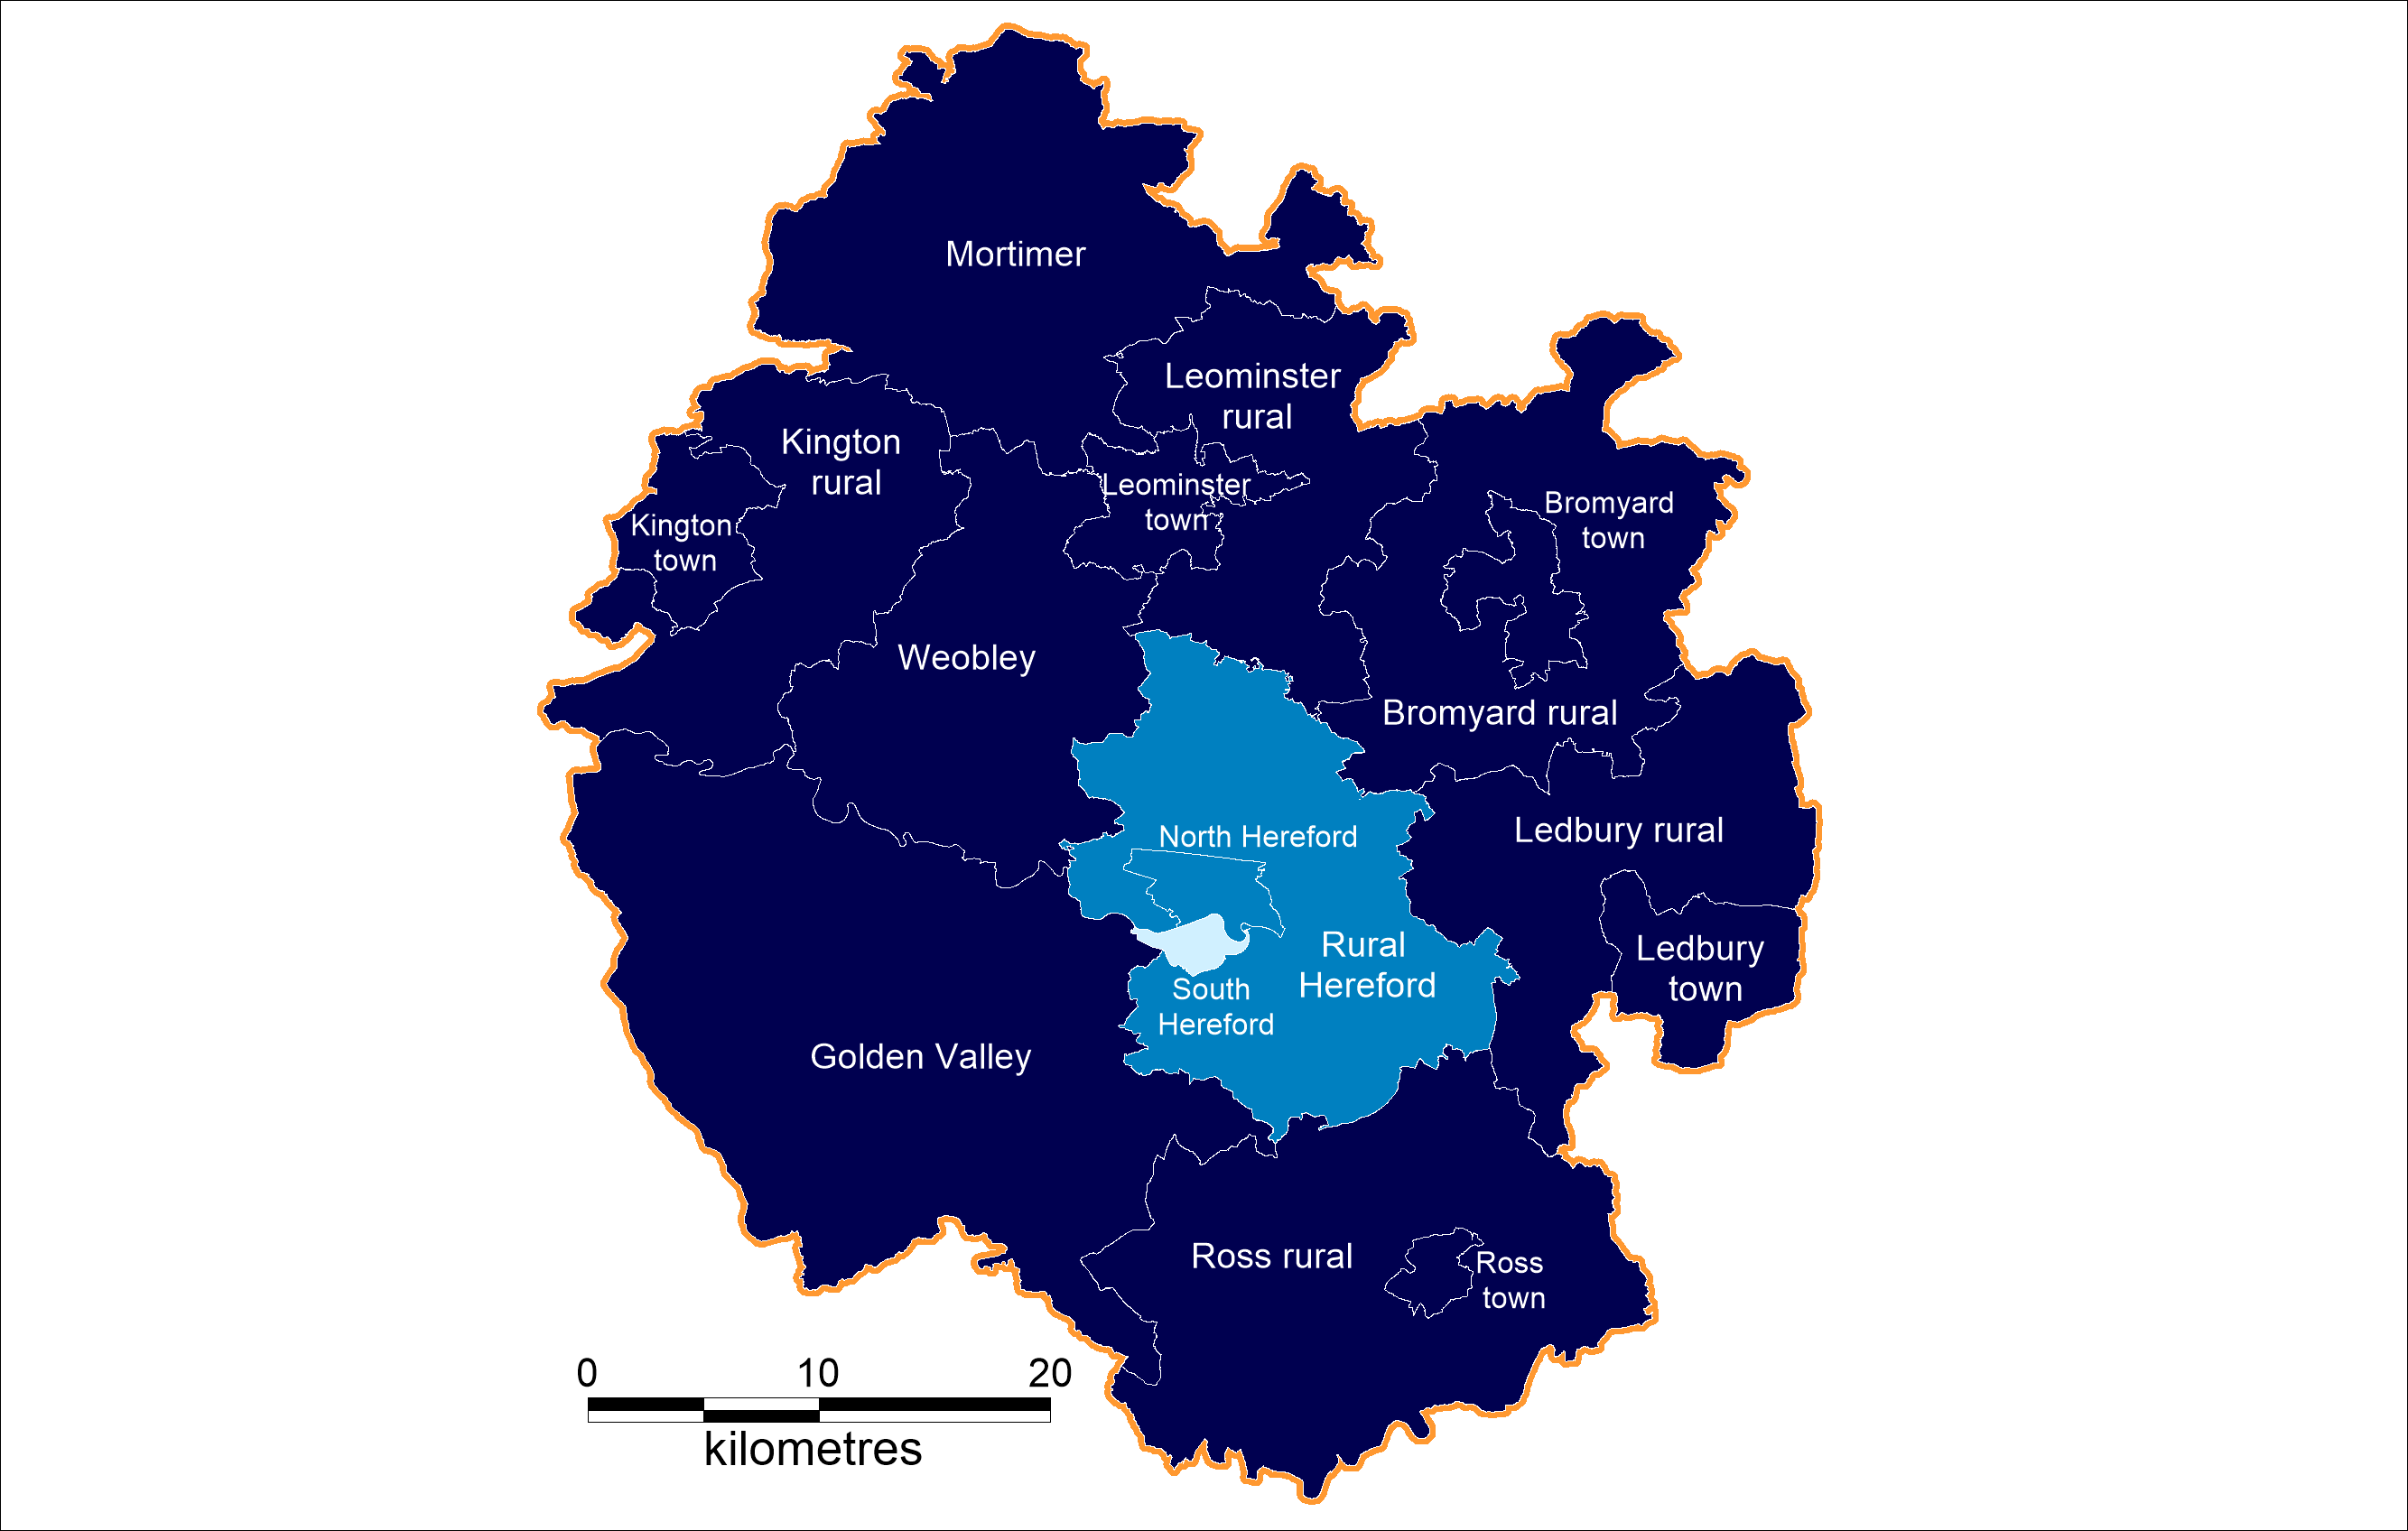 Mortimer
Leominster
rural
Kington
rural
Leominster
town
Bromyard
town
Kington
town
Weobley
Bromyard rural
North Hereford
Ledbury rural
Rural
Hereford
Ledbury
town
South
Hereford
Golden Valley
Ross rural
Ross
town
0 10 20
kilometres